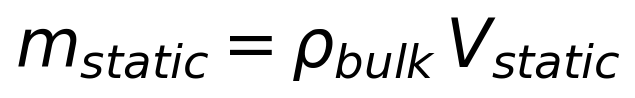 m_static = ρ_bulk V_static